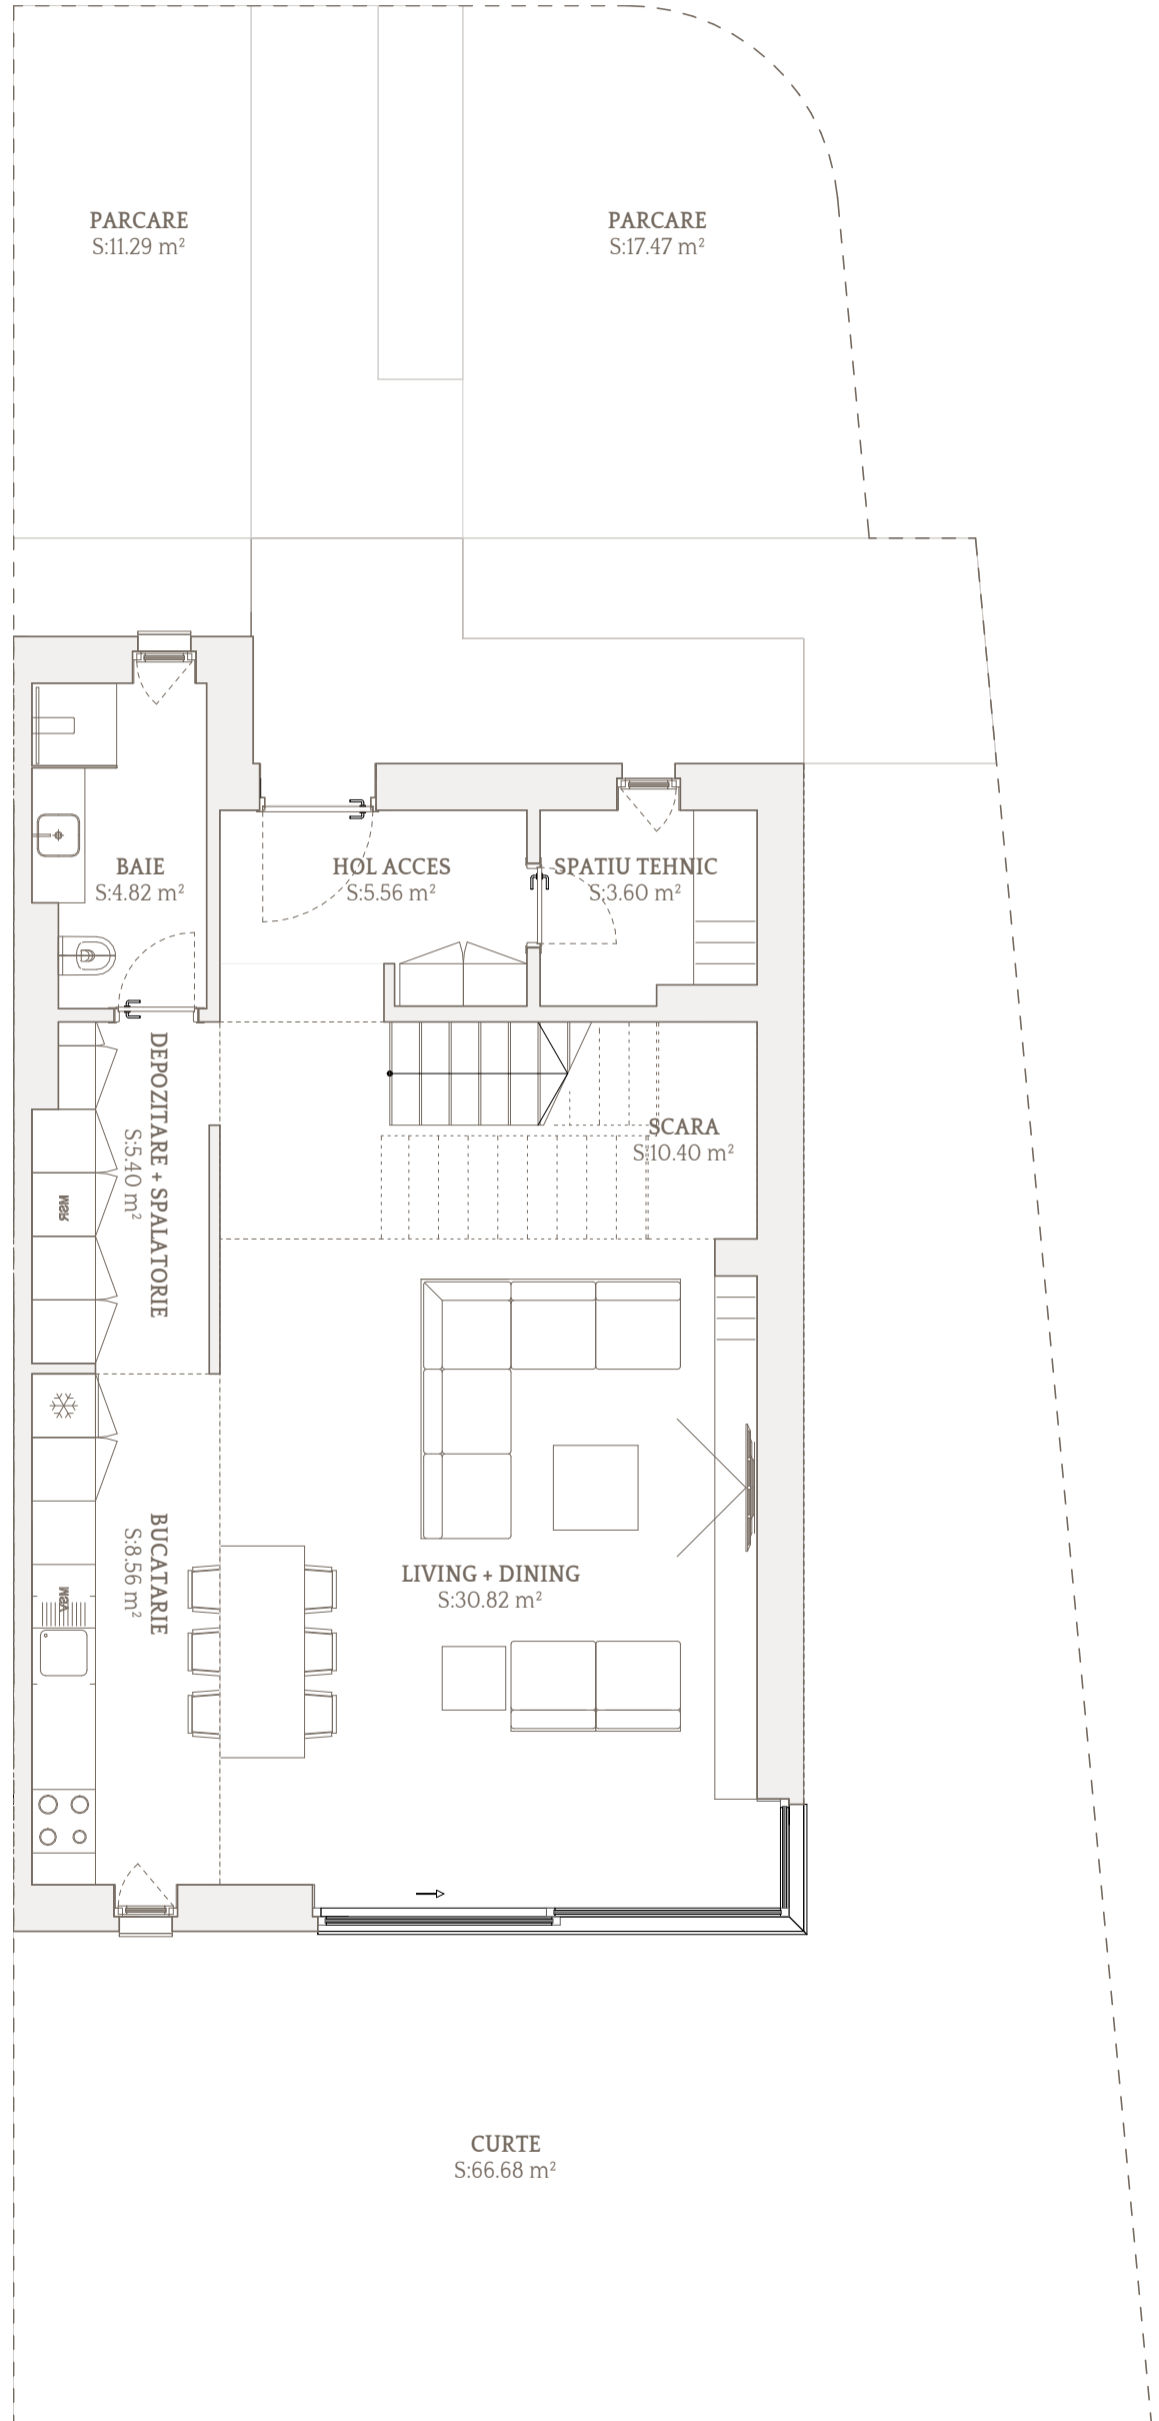 PARCARE
S:11.29 m²
PARCARE
S:17.47 m²
BAIE
S:4.82 m²
HOL ACCES
S:5.56 m²
SPATIU TEHNIC
S:3.60 m²
DEPOZITARE + SPALATORIE
S:5.40 m²
SCARA
S:10.40 m²
MSR
BUCATARIE
S:8.56 m²
MSV
LIVING + DINING
S:30.82 m²
CURTE
S:66.68 m²